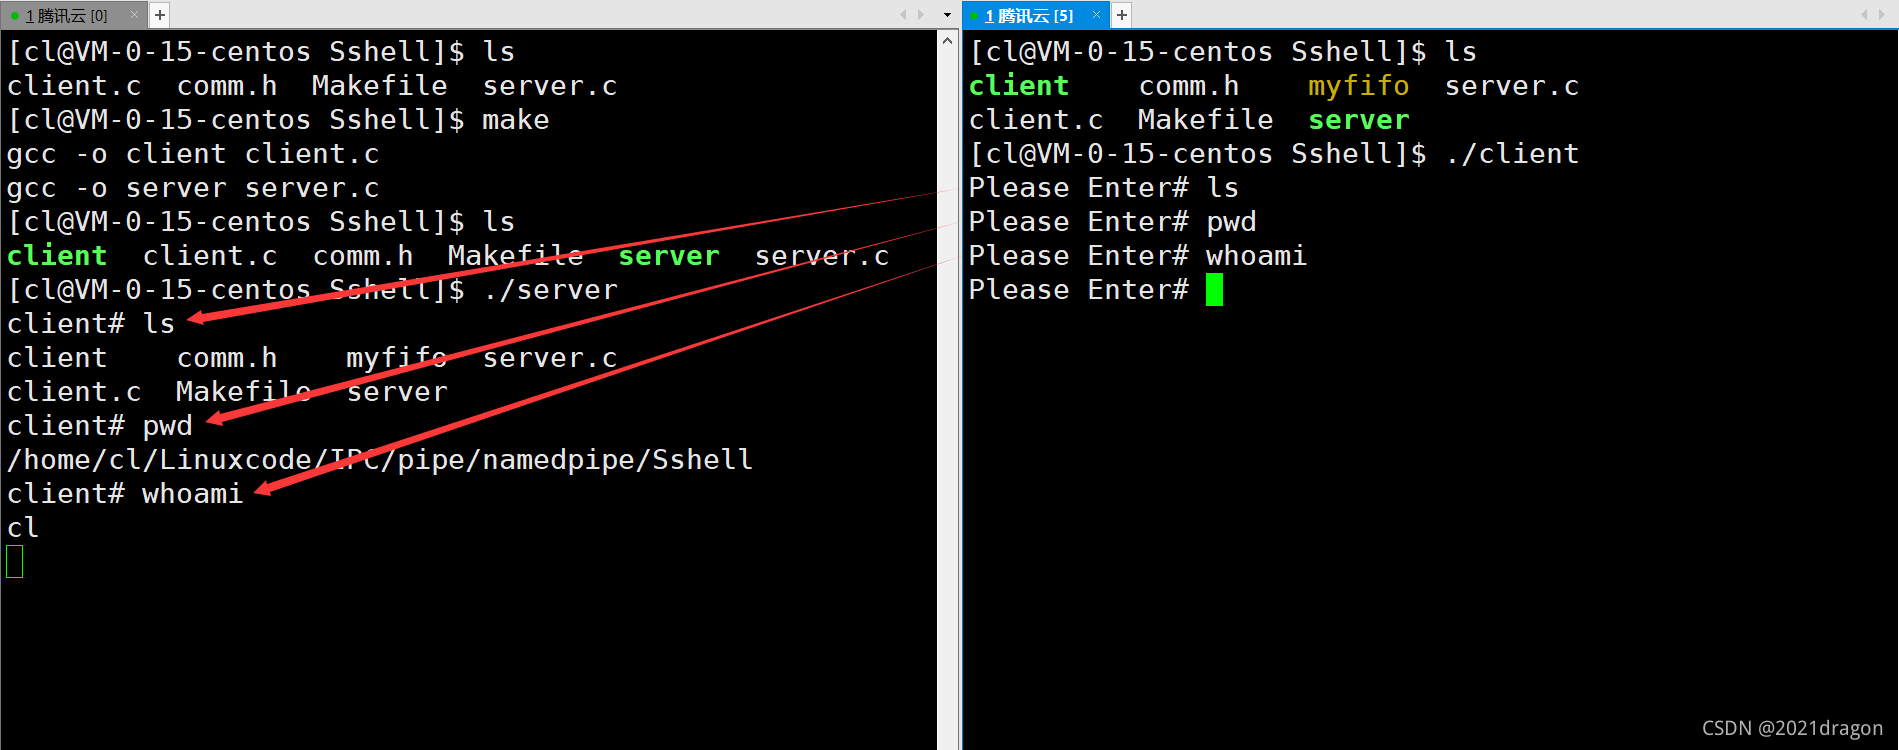 1 腾讯云 [0] × +
[cl@VM-0-15-centos Sshell]$ ls
client.c  comm.h  Makefile  server.c
[cl@VM-0-15-centos Sshell]$ make
gcc -o client client.c
gcc -o server server.c
[cl@VM-0-15-centos Sshell]$ ls
client  client.c  comm.h  Makefile  server  server.c
[cl@VM-0-15-centos Sshell]$ ./server
client# ls
client    comm.h    myfifo  server.c
client.c  Makefile  server
client# pwd
/home/cl/Linuxcode/IPC/pipe/namedpipe/Sshell
client# whoami
cl
1 腾讯云 [5] × +
[cl@VM-0-15-centos Sshell]$ ls
client    comm.h    myfifo  server.c
client.c  Makefile  server
[cl@VM-0-15-centos Sshell]$ ./client
Please Enter# ls
Please Enter# pwd
Please Enter# whoami
Please Enter#
CSDN @2021dragon